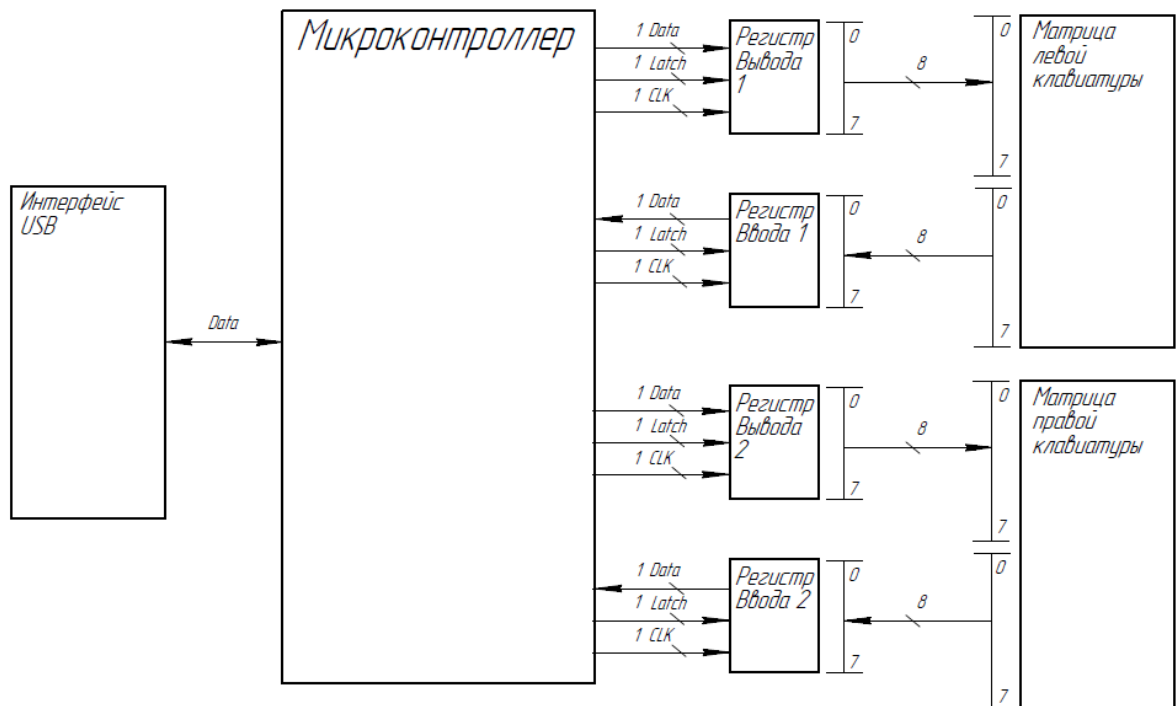 Микроконтроллер
Интерфейс
USB
Data
1 Data
1 Latch
1 CLK
Регистр
Вывода
1
0
7
8
0
7
Матрица
левой
клавиатуры
1 Data
1 Latch
1 CLK
Регистр
Ввода 1
0
7
8
0
7
1 Data
1 Latch
1 CLK
Регистр
Вывода
2
0
7
8
0
7
Матрица
правой
клавиатуры
1 Data
1 Latch
1 CLK
Регистр
Ввода 2
0
7
8
0
7